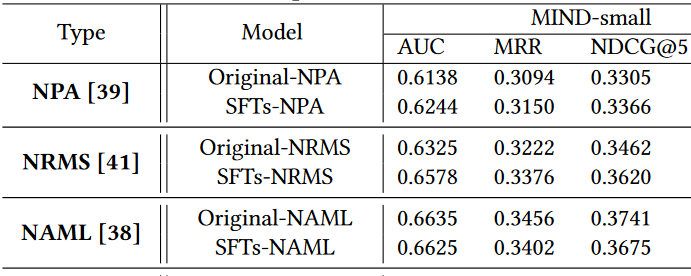 Type Model MIND-small
AUC MRR NDCG@5
NPA [39] Original-NPA 0.6138 0.3094 0.3305
SFTs-NPA 0.6244 0.3150 0.3366
NRMS [41] Original-NRMS 0.6325 0.3222 0.3462
SFTs-NRMS 0.6578 0.3376 0.3620
NAML [38] Original-NAML 0.6635 0.3456 0.3741
SFTs-NAML 0.6625 0.3402 0.3675